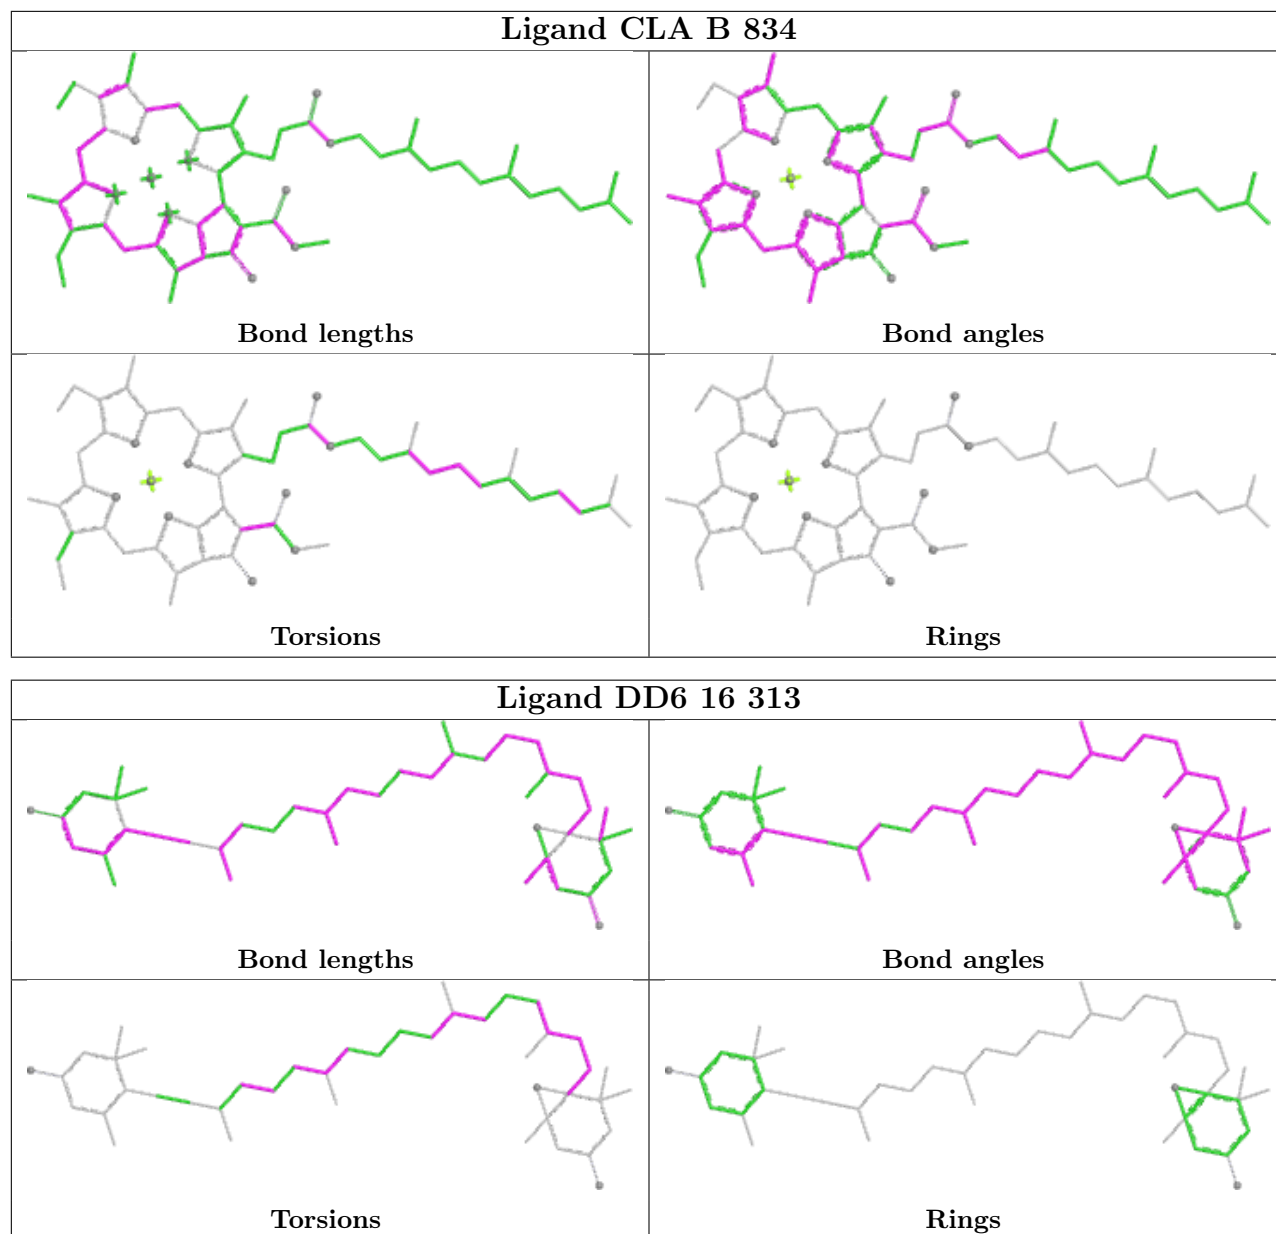 Ligand CLA B 834
Bond lengths
Bond angles
Torsions
Rings
Ligand DD6 16 313
Bond lengths
Bond angles
Torsions
Rings